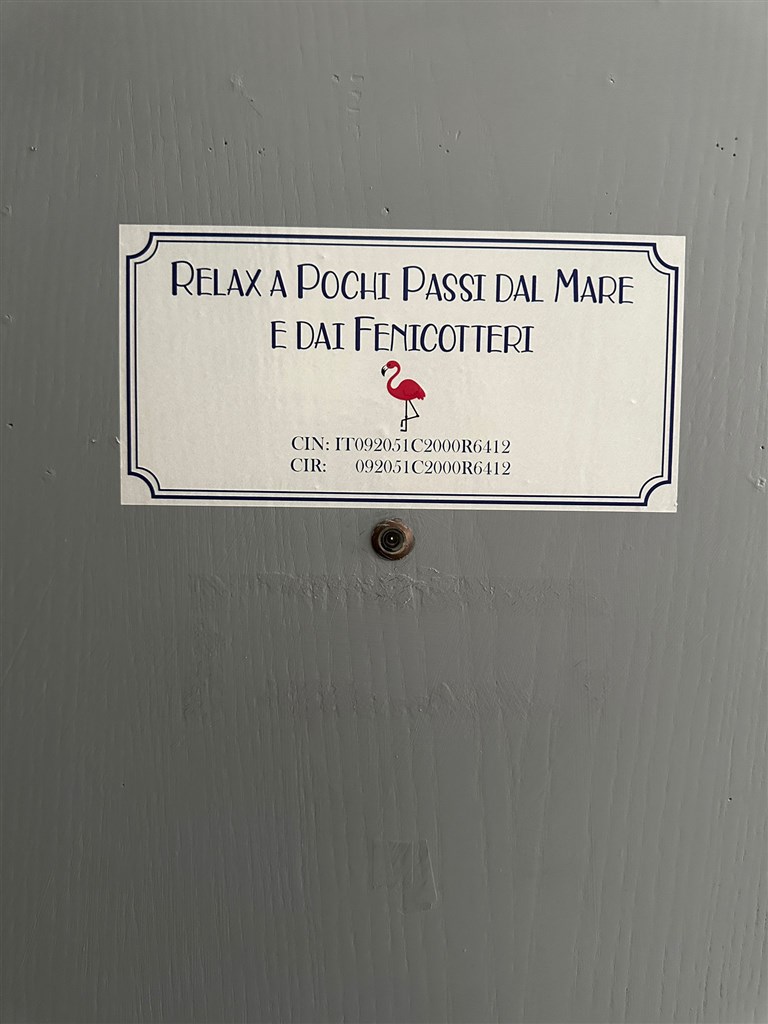 RELAX A POCHI PASSI DAL MARE
E DAI FENICOTTERI
CIN: IT092051C2000R6412
CIR: 092051C2000R6412